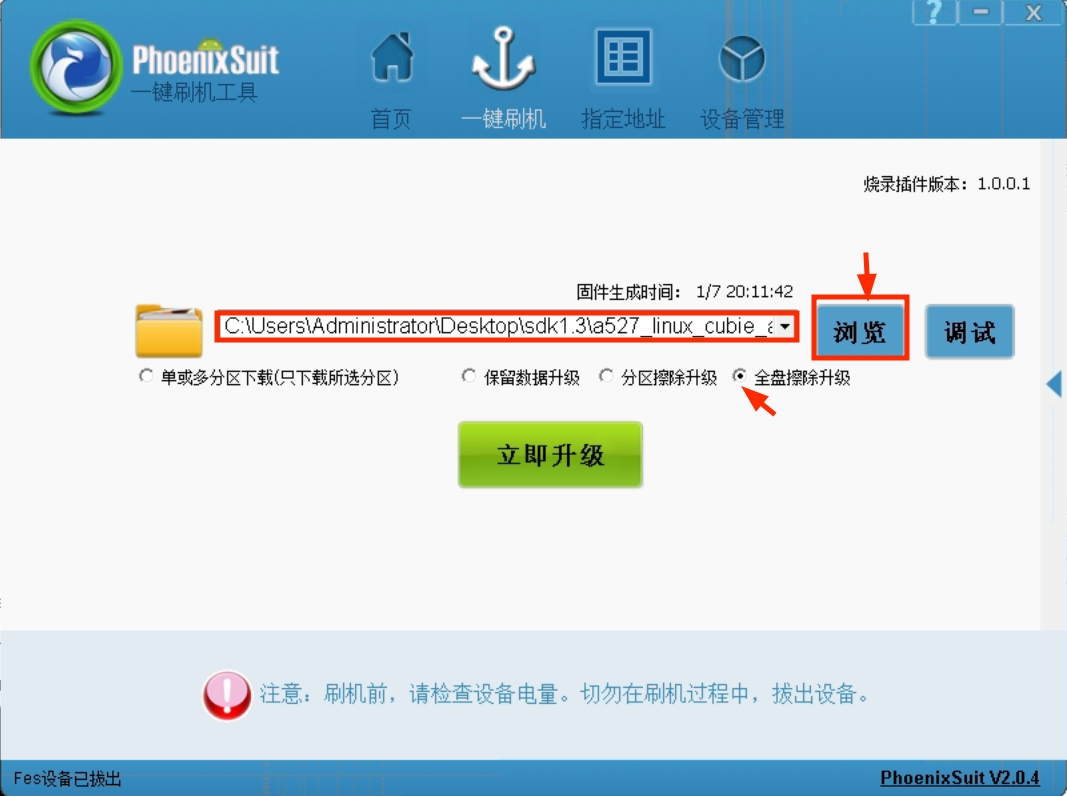 ? — X
PhoenixSuit
一键刷机工具
首页 一键刷机 指定地址 设备管理
烧录插件版本：1.0.0.1
固件生成时间： 1/7 20:11:42
C:\Users\Administrator\Desktop\sdk1.3\a527_linux_cubie_
浏览 调试
单或多分区下载(只下载所选分区) 保留数据升级 分区擦除升级 全盘擦除升级
立即升级
注意：刷机前，请检查设备电量。切勿在刷机过程中，拔出设备。
Fes设备已拔出 PhoenixSuit V2.0.4